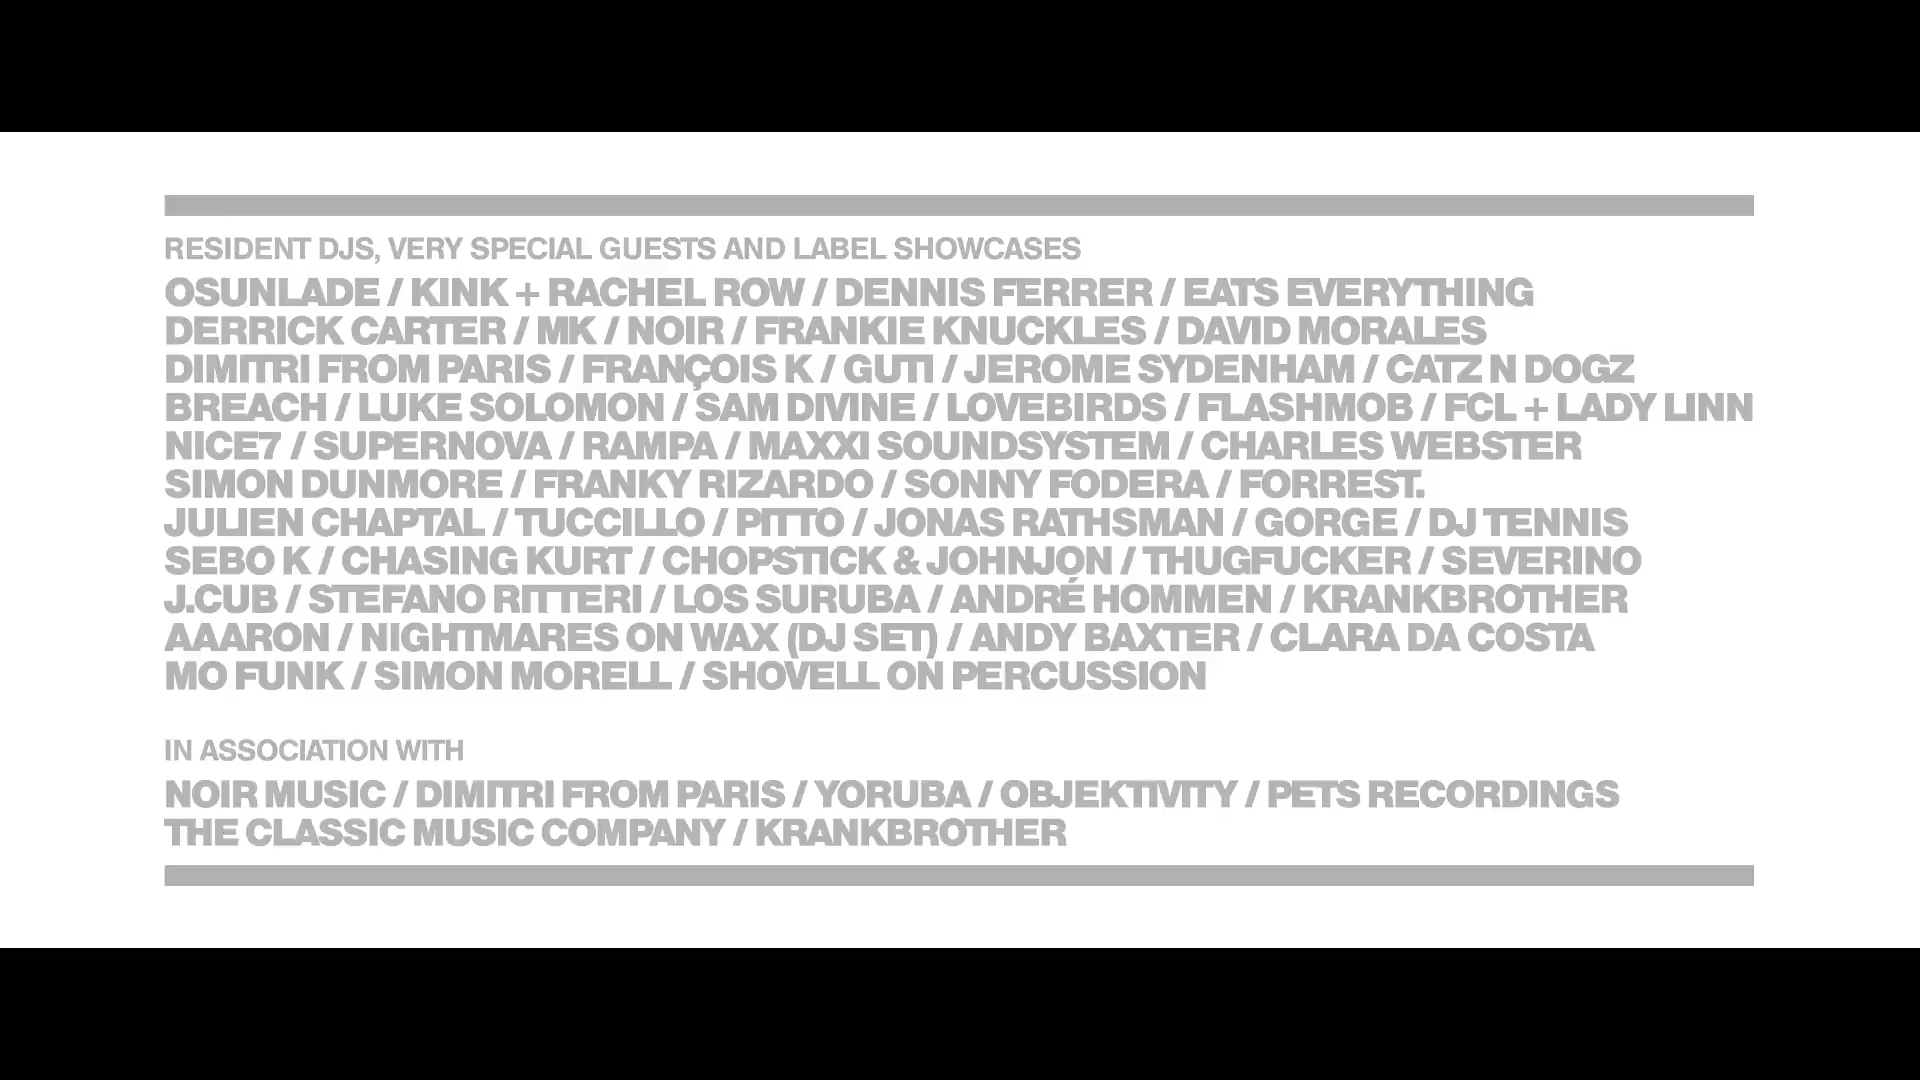 RESIDENT DJS, VERY SPECIAL GUESTS AND LABEL SHOWCASES
OSUNLADE / KINK + RACHEL ROW / DENNIS FERRER / EATS EVERYTHING
DERRICK CARTER / MK / NOIR / FRANKIE KNUCKLES / DAVID MORALES
DIMITRI FROM PARIS / FRANÇOIS K / GUTI / JEROME SYDENHAM / CATZ N DOGZ
BREACH / LUKE SOLOMON / SAM DIVINE / LOVEBIRDS / FLASHMOB / FCL + LADY LINN
NICE7 / SUPERNOVA / RAMPA / MAXXI SOUNDSYSTEM / CHARLES WEBSTER
SIMON DUNMORE / FRANKY RIZARDO / SONNY FODERA / FORREST.
JULIEN CHAPTAL / TUCCILLO / PITTO / JONAS RATHSMAN / GORGE / DJ TENNIS
SEBO K / CHASING KURT / CHOPSTICK & JOHNJON / THUGFUCKER / SEVERINO
J.CUB / STEFANO RITTERI / LOS SURUBA / ANDRÉ HOMMEN / KRANKBROTHER
AAARON / NIGHTMARES ON WAX (DJ SET) / ANDY BAXTER / CLARA DA COSTA
MO FUNK / SIMON MORELL / SHOVELL ON PERCUSSION
IN ASSOCIATION WITH
NOIR MUSIC / DIMITRI FROM PARIS / YORUBA / OBJEKTIVITY / PETS RECORDINGS
THE CLASSIC MUSIC COMPANY / KRANKBROTHER